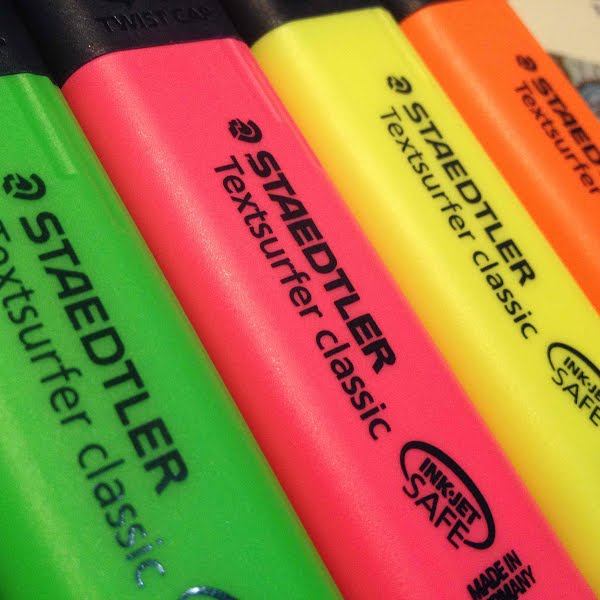 TWIST CAP
STAEDTLER
Textsurfer classic
STAEDTLER
Textsurfer classic
INK-JET
SAFE
MADE IN
GERMANY
STAEDTLER
Textsurfer classic
INK-JET
SAFE
STAEDTLER
Textsurfer